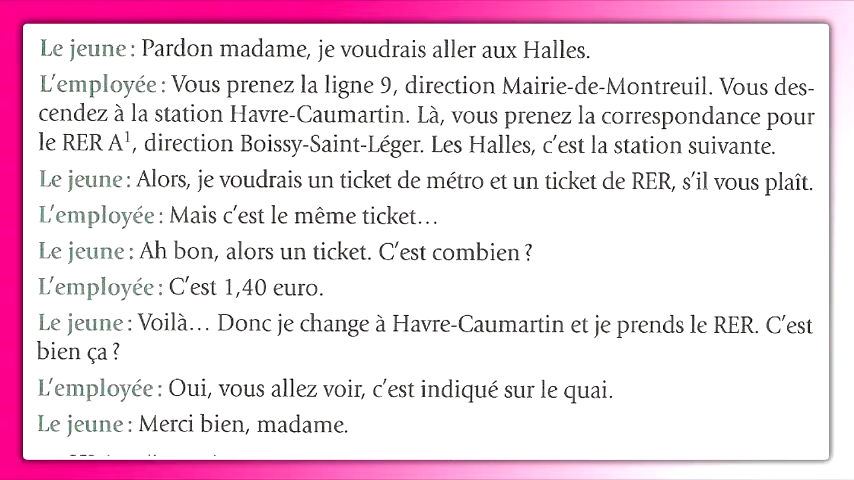 Le jeune : Pardon madame, je voudrais aller aux Halles.
L'employée : Vous prenez la ligne 9, direction Mairie-de-Montreuil. Vous des-
cendez à la station Havre-Caumartin. Là, vous prenez la correspondance pour
le RER A¹, direction Boissy-Saint-Léger. Les Halles, c'est la station suivante.
Le jeune : Alors, je voudrais un ticket de métro et un ticket de RER, s'il vous plaît.
L'employée : Mais c'est le même ticket…
Le jeune : Ah bon, alors un ticket. C'est combien ?
L'employée : C'est 1,40 euro.
Le jeune : Voilà… Donc je change à Havre-Caumartin et je prends le RER. C'est
bien ça ?
L'employée : Oui, vous allez voir, c'est indiqué sur le quai.
Le jeune : Merci bien, madame.